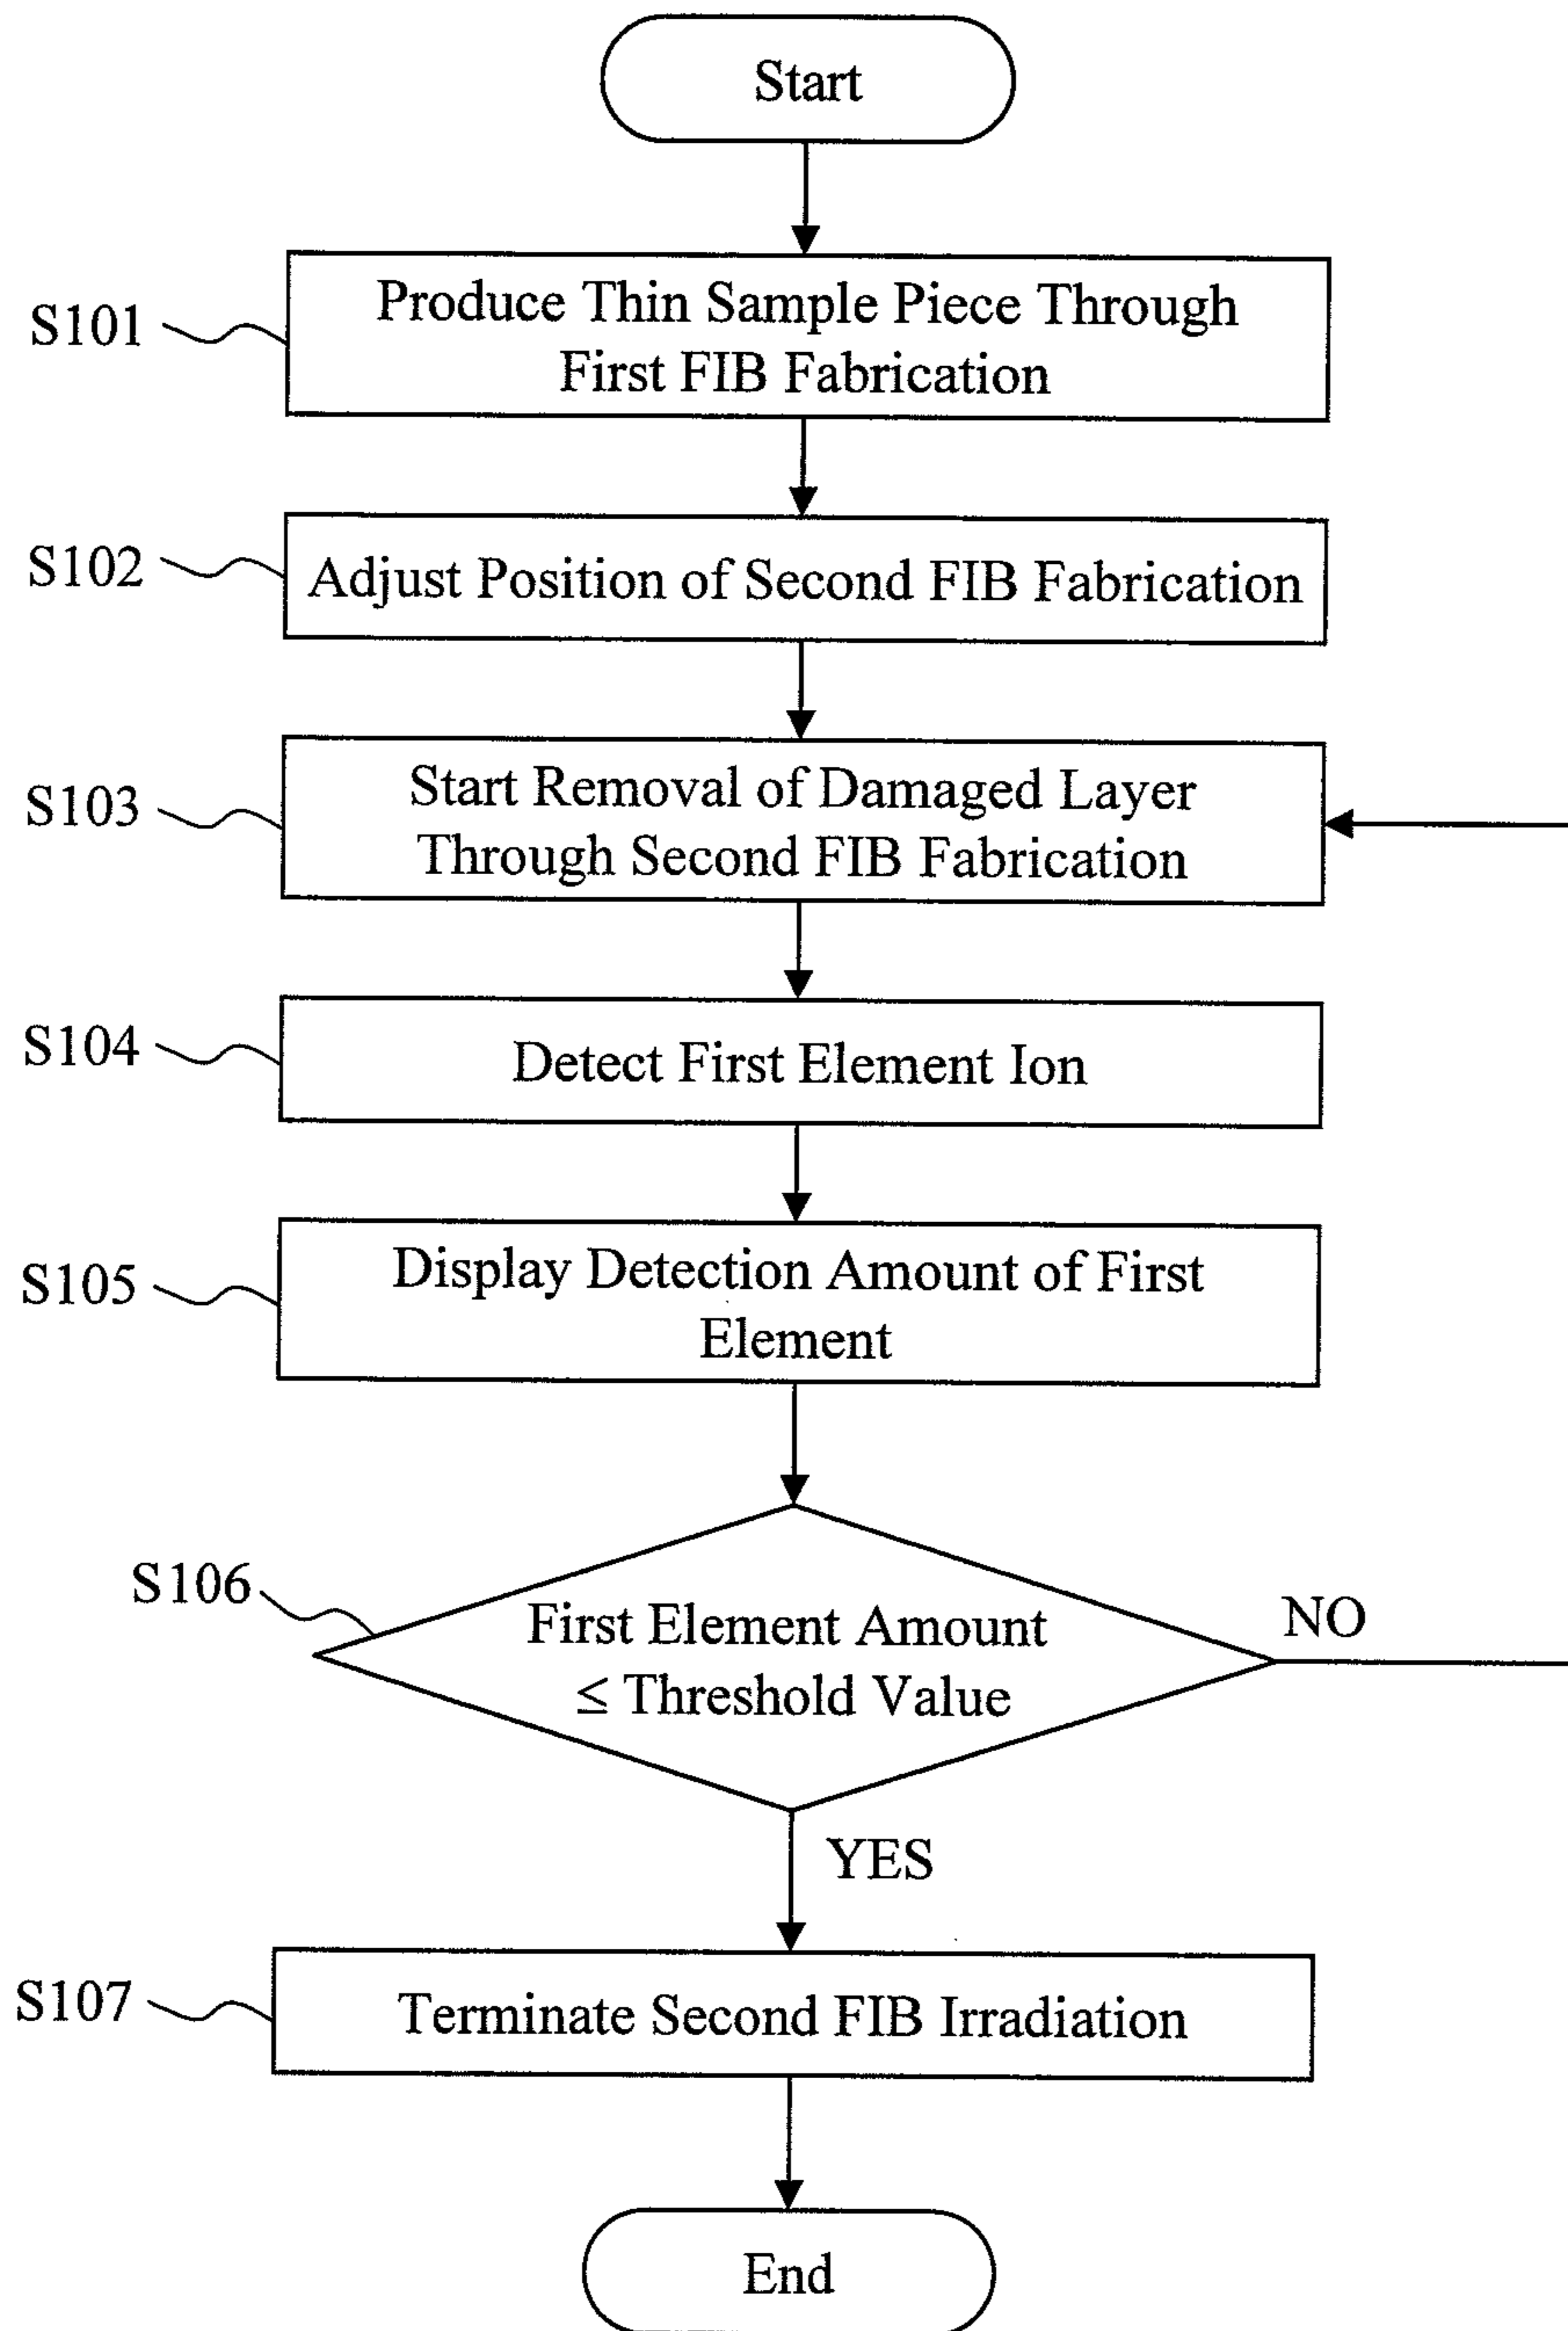 Start
S101
Produce Thin Sample Piece Through
First FIB Fabrication
S102
Adjust Position of Second FIB Fabrication
S103
Start Removal of Damaged Layer
Through Second FIB Fabrication
S104
Detect First Element Ion
S105
Display Detection Amount of First
Element
S106
First Element Amount
≤ Threshold Value
NO
YES
S107
Terminate Second FIB Irradiation
End